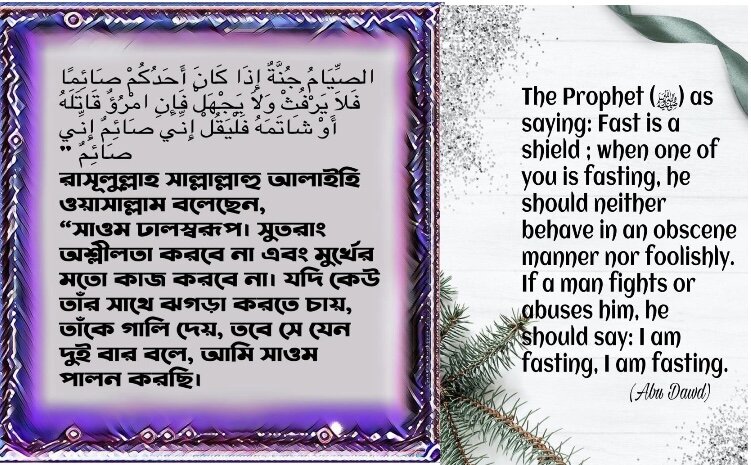 الصِّيَامُ جُنَّةٌ إِذَا كَانَ أَحَدُكُمْ صَائِمًا
فَلاَ يَرْفُثْ وَلاَ يَجْهَلْ فَإِنِ امْرُؤٌ قَاتَلَهُ
أَوْ شَاتَمَهُ فَلْيَقُلْ إِنِّي صَائِمٌ إِنِّي
صَائِمٌ ‏"‏
রাসূলুল্লাহ সাল্লাল্লাহু আলাইহি
ওয়াসাল্লাম বলেছেন,
“সাওম ঢালস্বরূপ। সুতরাং
অশ্লীলতা করবে না এবং মুর্খের
মতো কাজ করবে না। যদি কেউ
তাঁর সাথে ঝগড়া করতে চায়,
তাঁকে গালি দেয়, তবে সে যেন
দুই বার বলে, আমি সাওম
পালন করছি।
The Prophet (ﷺ) as
saying: Fast is a
shield ; when one of
you is fasting, he
should neither
behave in an obscene
manner nor foolishly.
If a man fights or
abuses him, he
should say: I am
fasting, I am fasting.
(Abu Dawd)